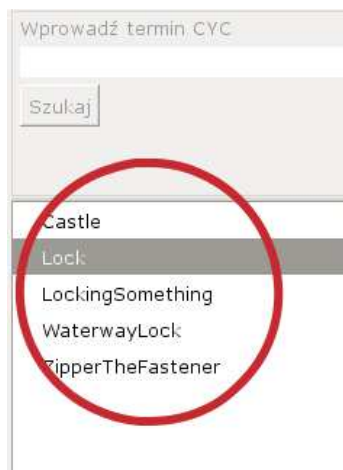 Wprowadź termin CYC
Szukaj
Castle
Lock
LockingSomething
WaterwayLock
ZipperTheFastener